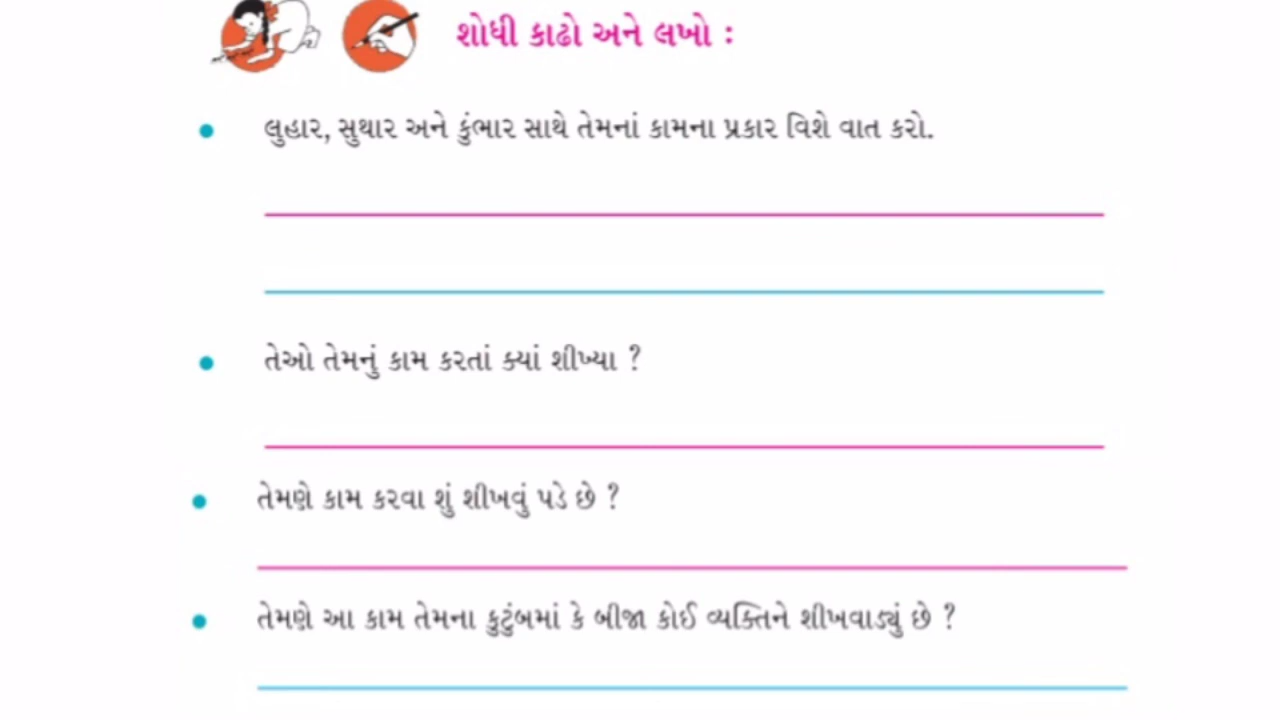 શોધી કાઢો અને લખો :
લુહાર, સુથાર અને કુંભાર સાથે તેમનાં કામના પ્રકાર વિશે વાત કરો.
તેઓ તેમનું કામ કરતાં ક્યાં શીખ્યા ?
તેમણે કામ કરવા શું શીખવું પડે છે ?
તેમણે આ કામ તેમના કુટુંબમાં કે બીજા કોઈ વ્યક્તિને શીખવાડ્યું છે ?